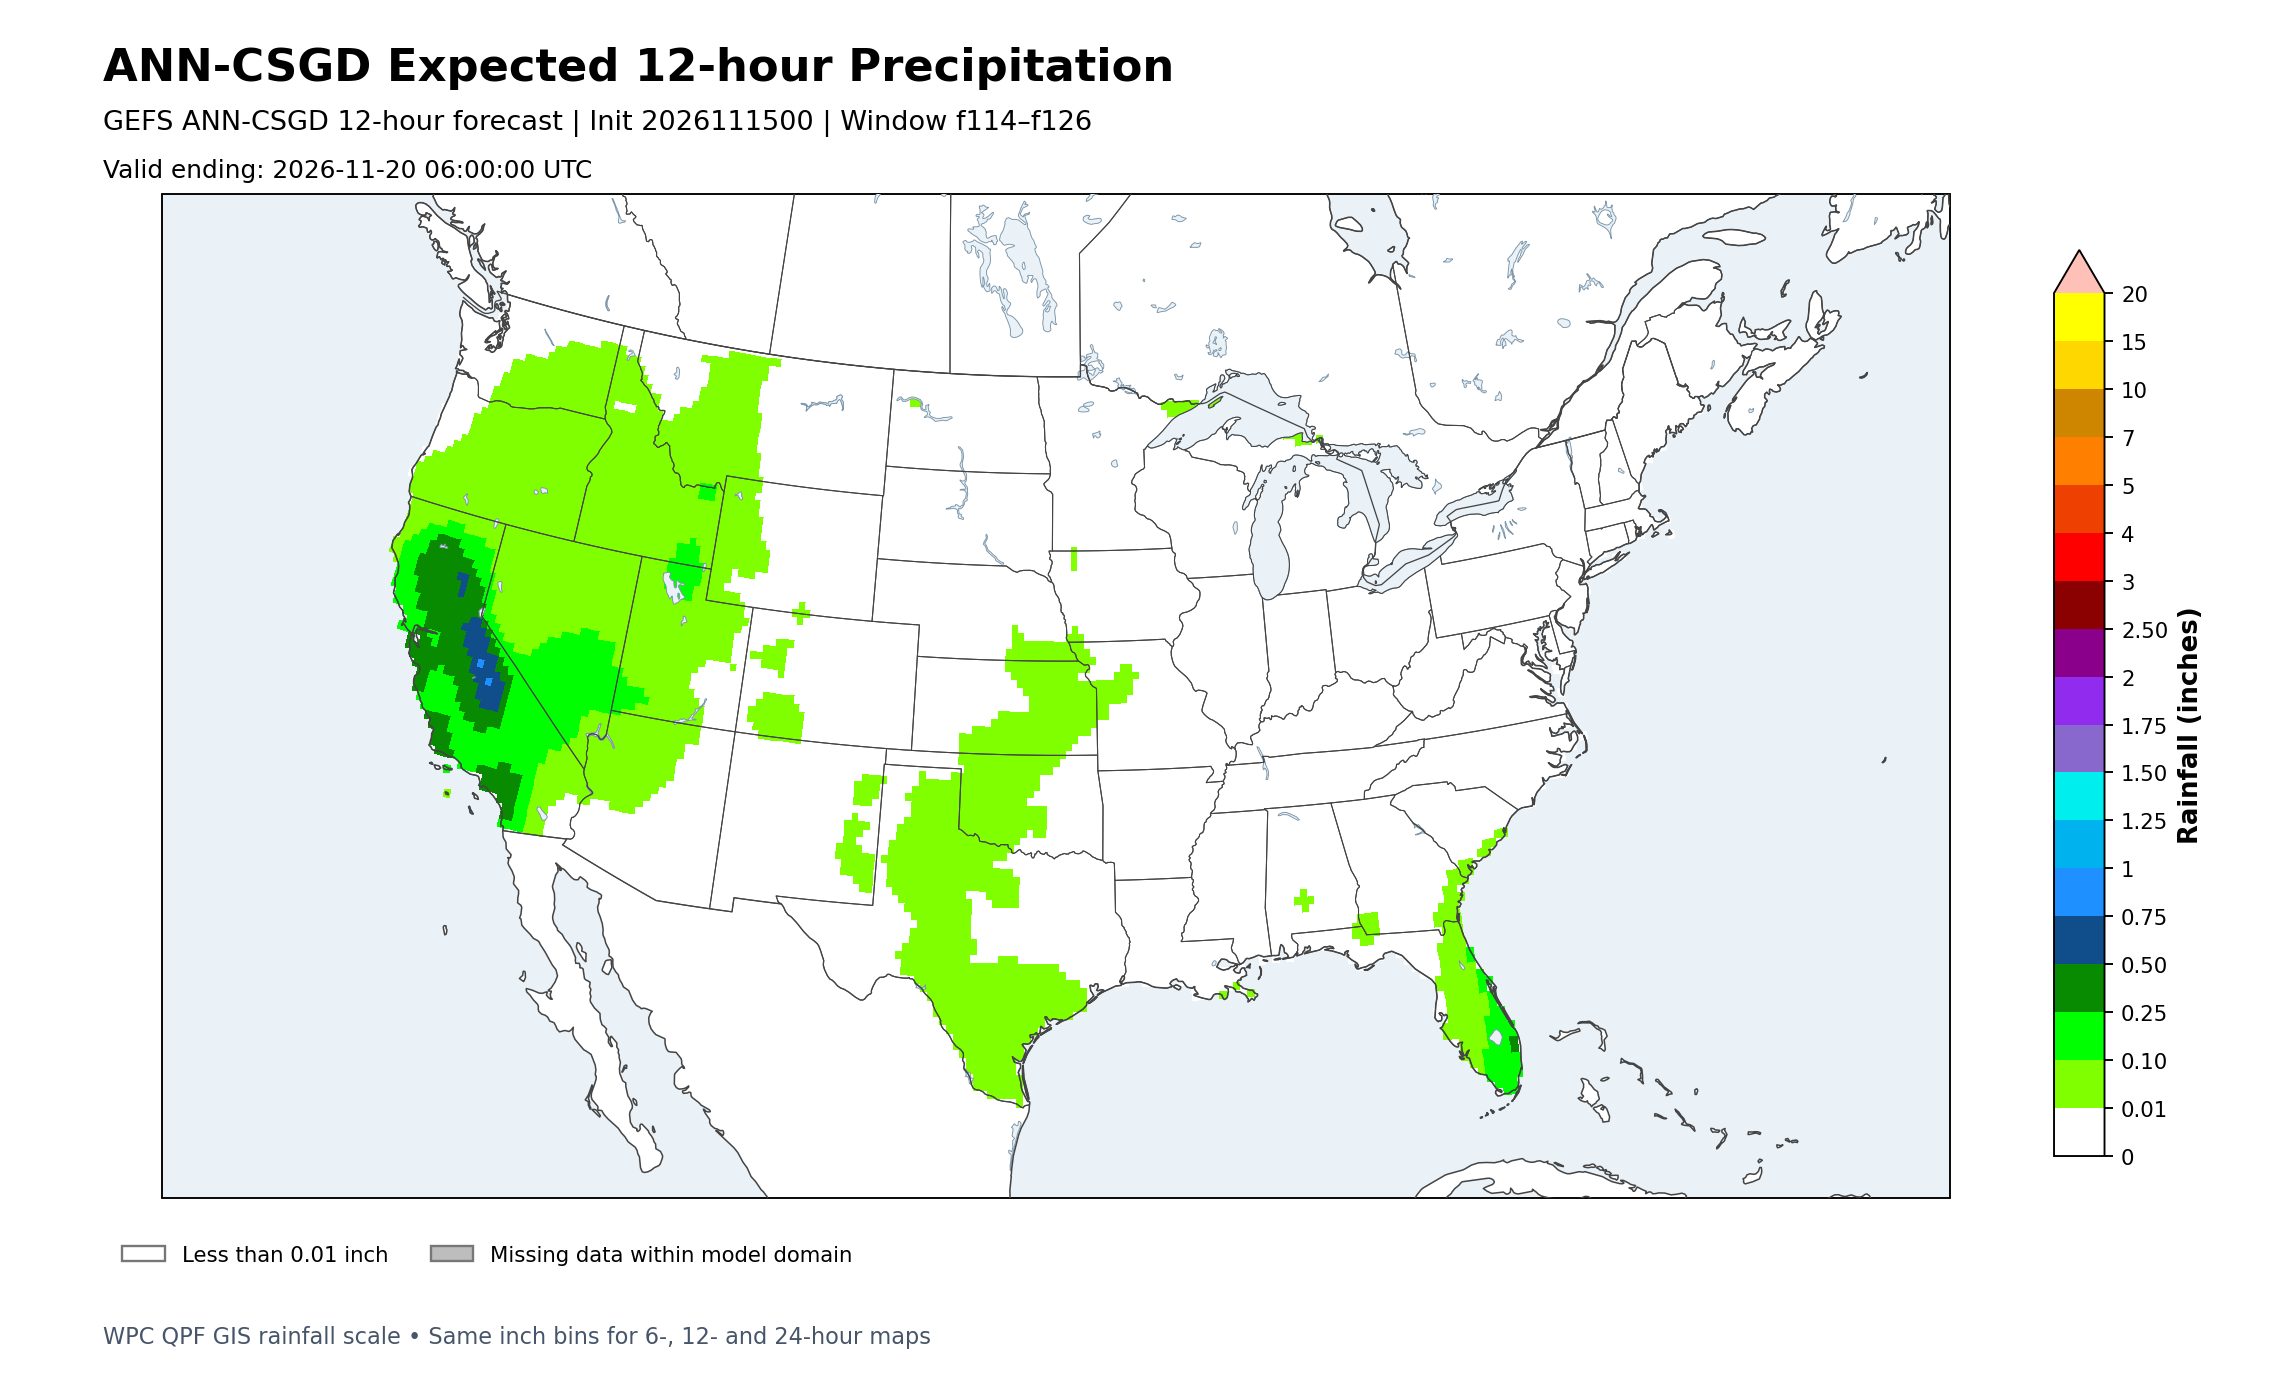 ANN-CSGD Expected 12-hour Precipitation
GEFS ANN-CSGD 12-hour forecast | Init 2026111500 | Window f114–f126
Valid ending: 2026-11-20 06:00:00 UTC
20
15
10
7
5
4
3
2.50
2
1.75
1.50
1.25
1
0.75
0.50
0.25
0.10
0.01
0
Rainfall (inches)
Less than 0.01 inch
Missing data within model domain
WPC QPF GIS rainfall scale • Same inch bins for 6-, 12- and 24-hour maps